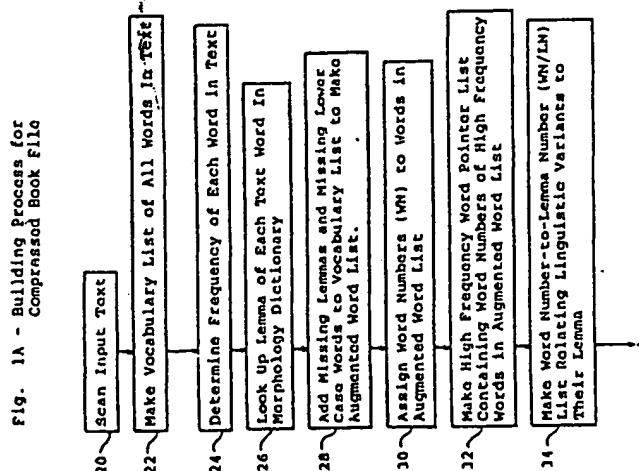 Fig. 1A - Building Process for
Compressed Book File
20
Scan Input Text
22
Make Vocabulary List of All Words In Text
24
Determine Frequency of Each Word in Text
26
Look Up Lemma of Each Text Word In
Morphology Dictionary
28
Add Missing Lemmas and Missing Lower
Case Words to Vocabulary List to Make
Augmented Word List.
30
Assign Word Numbers (WN) to Words in
Augmented Word List
32
Make High Frequency Word Pointer List
Containing Word Numbers of High Frequency
Words in Augmented Word List
34
Make Word Number-to-Lemma Number (WN/LN)
List Relating Linguistic Variants to
Their Lemma